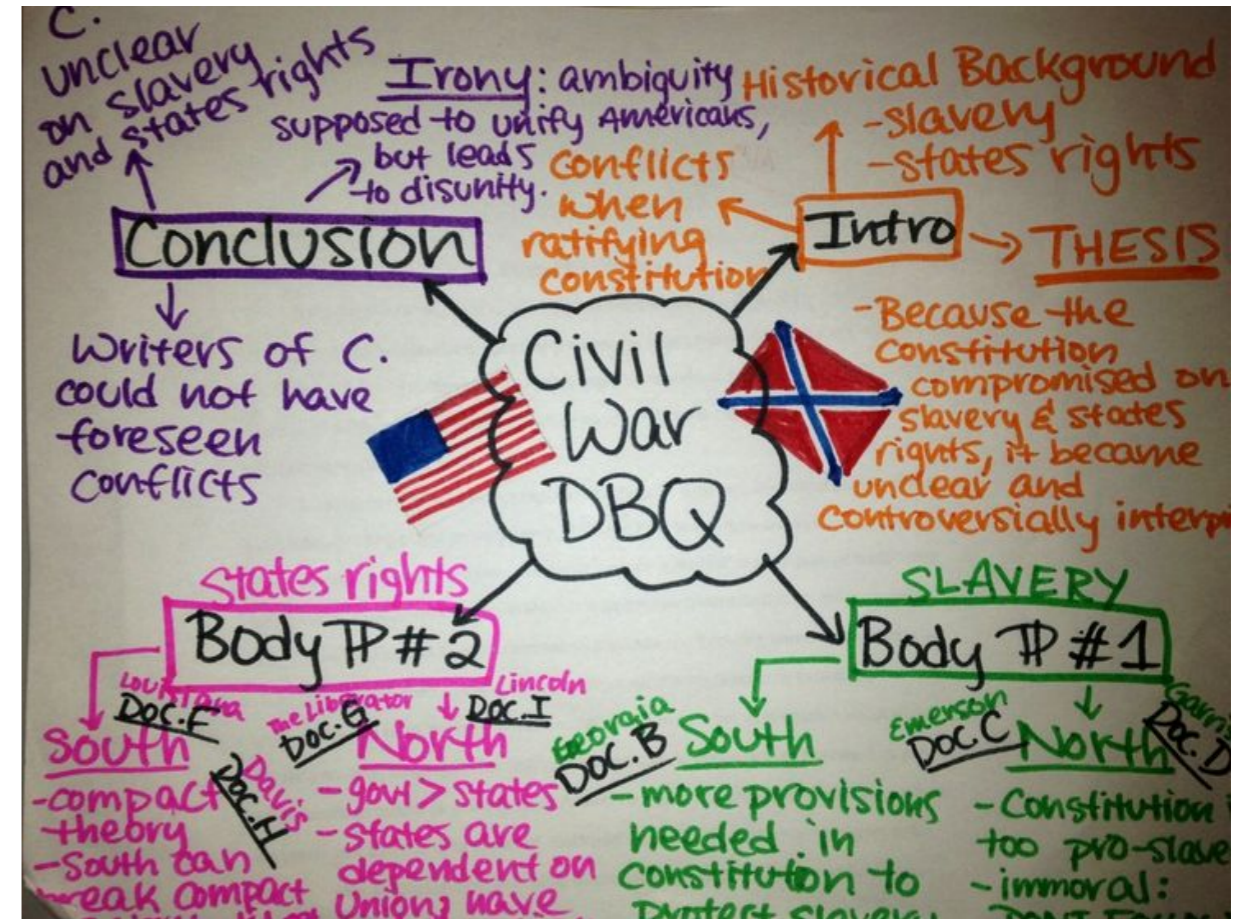 C.
unclear
on slavery
and states rights
Irony: ambiguity
supposed to unify Americans,
but leads
to disunity.
Conclusion
Writers of C.
could not have
foreseen
conflicts
Historical Background
-slavery
-states rights
conflicts
when
ratifying
constitution
Intro
THESIS
-Because the
constitution
compromised on
slavery & states
rights, it became
unclear and
controversially
Civil
War
DBQ
States rights
Body #2
Louisiana
Doc. F
South
Davis
Doc. H
-compact
theory
-South can
break compact
The Liberator
Doc. G
Lincoln
Doc. I
North
-govt > states
-states are
dependent on
Union; have
SLAVERY
Body #1
Georgia
Doc. B
South
-more provisions
needed in
constitution to
protect slavery
Emerson
Doc. C
Doc. D
North
-Constitution
too
-immoral: